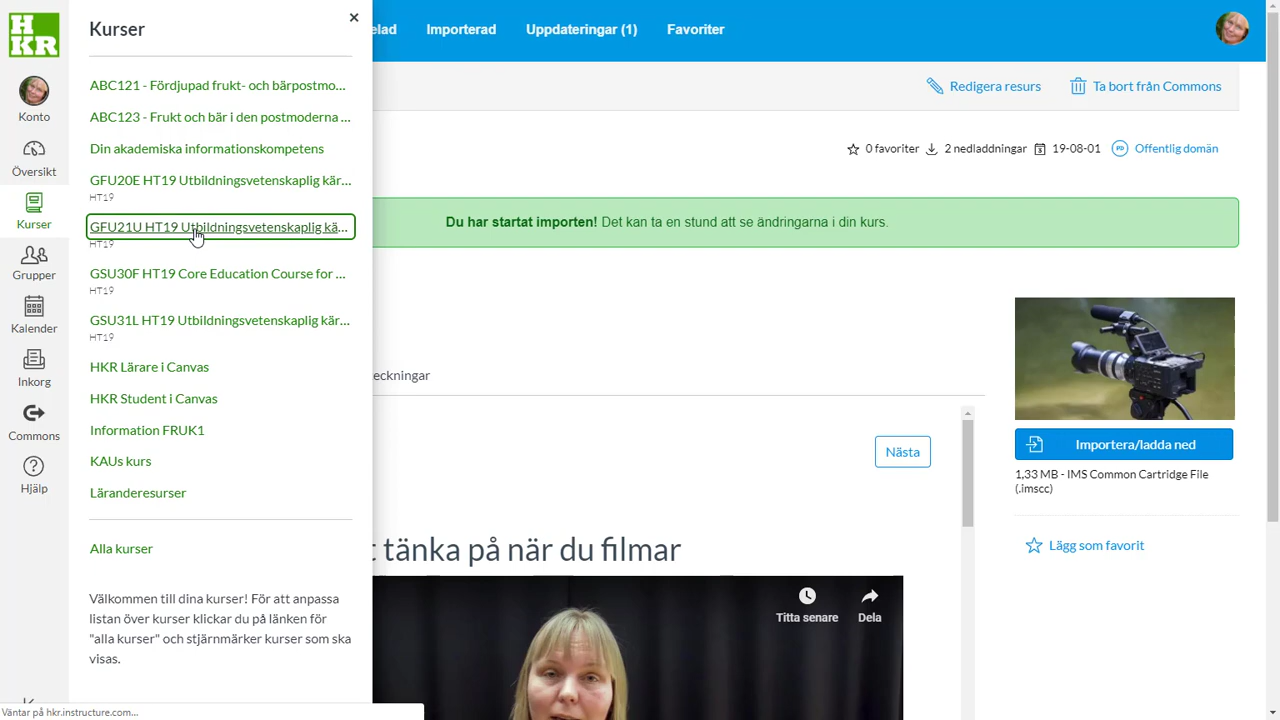 HKR
Konto
Översikt
Kurser
Grupper
Kalender
Inkorg
Commons
Hjälp
Kurser
×
ABC121 - Fördjupad frukt- och bärpostmo...
ABC123 - Frukt och bär i den postmoderna ...
Din akademiska informationskompetens
GFU20E HT19 Utbildningsvetenskaplig kär...
HT19
GFU21U HT19 Utbildningsvetenskaplig kä...
HT19
GSU30F HT19 Core Education Course for ...
HT19
GSU31L HT19 Utbildningsvetenskaplig kär...
HT19
HKR Lärare i Canvas
HKR Student i Canvas
Information FRUK1
KAUs kurs
Läranderesurser
Alla kurser
Välkommen till dina kurser! För att anpassa
listan över kurser klickar du på länken för
"alla kurser" och stjärnmärker kurser som ska
visas.
elad Importerad Uppdateringar (1) Favoriter
Redigera resurs Ta bort från Commons
0 favoriter 2 nedladdningar 19-08-01 PD Offentlig domän
Du har startat importen! Det kan ta en stund att se ändringarna i din kurs.
eckningar
Nästa
t tänka på när du filmar
Titta senare Dela
Importera/ladda ned
1,33 MB - IMS Common Cartridge File
(.imscc)
Lägg som favorit
Väntar på hkr.instructure.com...